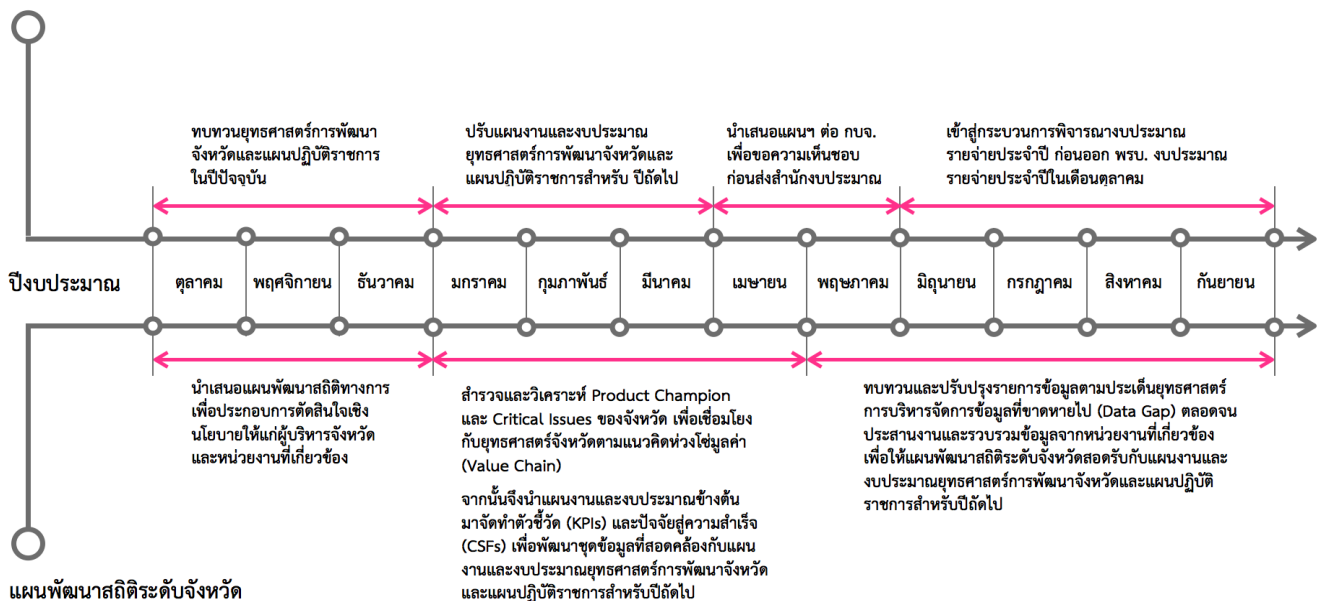 ทบทวนยุทธศาสตร์การพัฒนา
จังหวัดและแผนปฏิบัติราชการ
ในปีปัจจุบัน
ปรับแผนงานและงบประมาณ
ยุทธศาสตร์การพัฒนาจังหวัดและ
แผนปฏิบัติราชการสำหรับ ปีถัดไป
นำเสนอแผนฯ ต่อ กบจ.
เพื่อขอความเห็นชอบ
ก่อนส่งสำนักงบประมาณ
เข้าสู่กระบวนการพิจารณางบประมาณ
รายจ่ายประจำปี ก่อนออก พรบ. งบประมาณ
รายจ่ายประจำปีในเดือนตุลาคม
ปีงบประมาณ
ตุลาคม
พฤศจิกายน
ธันวาคม
มกราคม
กุมภาพันธ์
มีนาคม
เมษายน
พฤษภาคม
มิถุนายน
กรกฎาคม
สิงหาคม
กันยายน
นำเสนอแผนพัฒนาสถิติทางการ
เพื่อประกอบการตัดสินใจเชิง
นโยบายให้แก่ผู้บริหารจังหวัด
และหน่วยงานที่เกี่ยวข้อง
สำรวจและวิเคราะห์ Product Champion
และ Critical Issues ของจังหวัด เพื่อเชื่อมโยง
กับยุทธศาสตร์จังหวัดตามแนวคิดห่วงโซ่มูลค่า
(Value Chain)
จากนั้นจึงนำแผนงานและงบประมาณข้างต้น
มาจัดทำตัวชี้วัด (KPIs) และปัจจัยสู่ความสำเร็จ
(CSFs) เพื่อพัฒนาชุดข้อมูลที่สอดคล้องกับแผน
งานและงบประมาณยุทธศาสตร์การพัฒนาจังหวัด
และแผนปฏิบัติราชการสำหรับปีถัดไป
ทบทวนและปรับปรุงรายการข้อมูลตามประเด็นยุทธศาสตร์
การบริหารจัดการข้อมูลที่ขาดหายไป (Data Gap) ตลอดจน
ประสานงานและรวบรวมข้อมูลจากหน่วยงานที่เกี่ยวข้อง
เพื่อให้แผนพัฒนาสถิติระดับจังหวัดสอดรับกับแผนงานและ
งบประมาณยุทธศาสตร์การพัฒนาจังหวัดและแผนปฏิบัติ
ราชการสำหรับปีถัดไป
แผนพัฒนาสถิติระดับจังหวัด